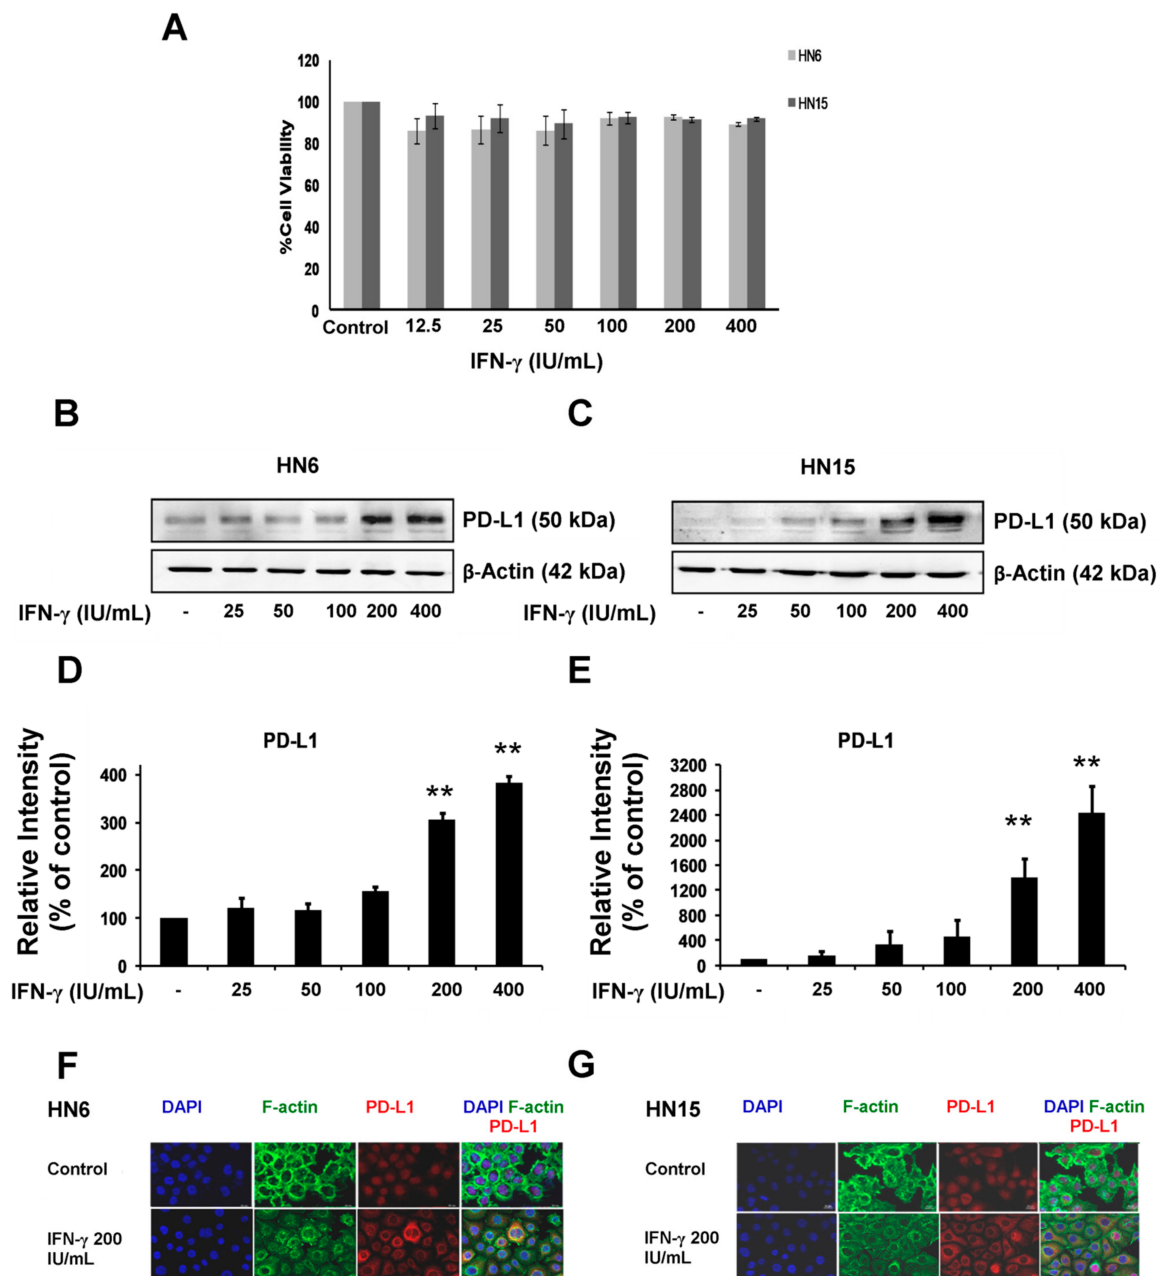 A
120
100
80
60
40
20
0
%Cell Viability
HN6
HN15
Control 12.5 25 50 100 200 400
IFN-γ (IU/mL)
B
HN6
PD-L1 (50 kDa)
β-Actin (42 kDa)
IFN-γ (IU/mL) - 25 50 100 200 400
C
HN15
PD-L1 (50 kDa)
β-Actin (42 kDa)
IFN-γ (IU/mL) - 25 50 100 200 400
D
PD-L1
Relative Intensity
(% of control)
400
300
200
100
0
** **
IFN-γ (IU/mL) - 25 50 100 200 400
E
PD-L1
Relative Intensity
(% of control)
3200
2800
2400
2000
1600
1200
800
400
0
** **
IFN-γ (IU/mL) - 25 50 100 200 400
F
HN6 DAPI F-actin PD-L1 DAPI F-actin
PD-L1
Control
IFN-γ 200
IU/mL
G
HN15 DAPI F-actin PD-L1 DAPI F-actin
PD-L1
Control
IFN-γ 200
IU/mL